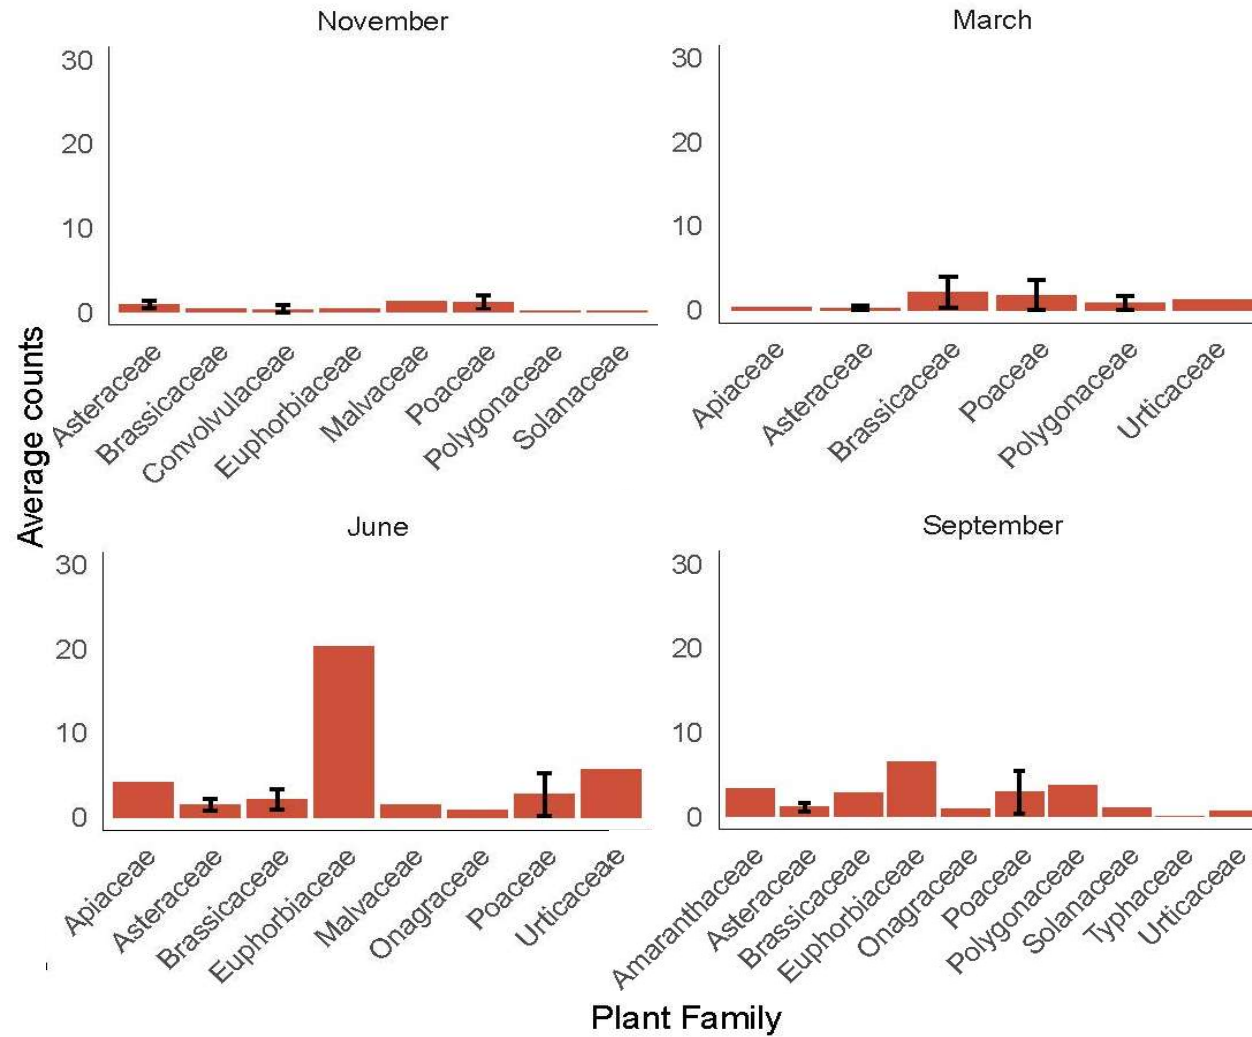 November
30
20
10
0
Asteraceae
Brassicaceae
Convolvulaceae
Euphorbiaceae
Malvaceae
Poaceae
Polygonaceae
Solanaceae
March
30
20
10
0
Apiaceae
Asteraceae
Brassicaceae
Poaceae
Polygonaceae
Urticaceae
Average counts
June
30
20
10
0
Apiaceae
Asteraceae
Brassicaceae
Euphorbiaceae
Malvaceae
Onagraceae
Poaceae
Urticaceae
September
30
20
10
0
Amaranthaceae
Asteraceae
Brassicaceae
Euphorbiaceae
Onagraceae
Poaceae
Polygonaceae
Solanaceae
Typhaceae
Urticaceae
Plant Family